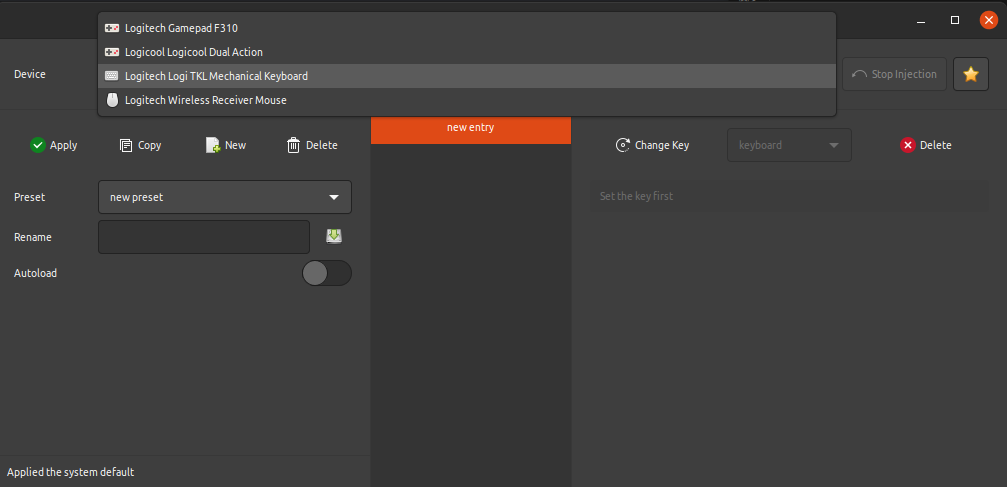 Logitech Gamepad F310
Logicool Logicool Dual Action
Logitech Logi TKL Mechanical Keyboard
Logitech Wireless Receiver Mouse
Device
Stop Injection
Apply
Copy
New
Delete
Preset
new preset
Rename
Autoload
Applied the system default
new entry
Change Key
keyboard
Delete
Set the key first